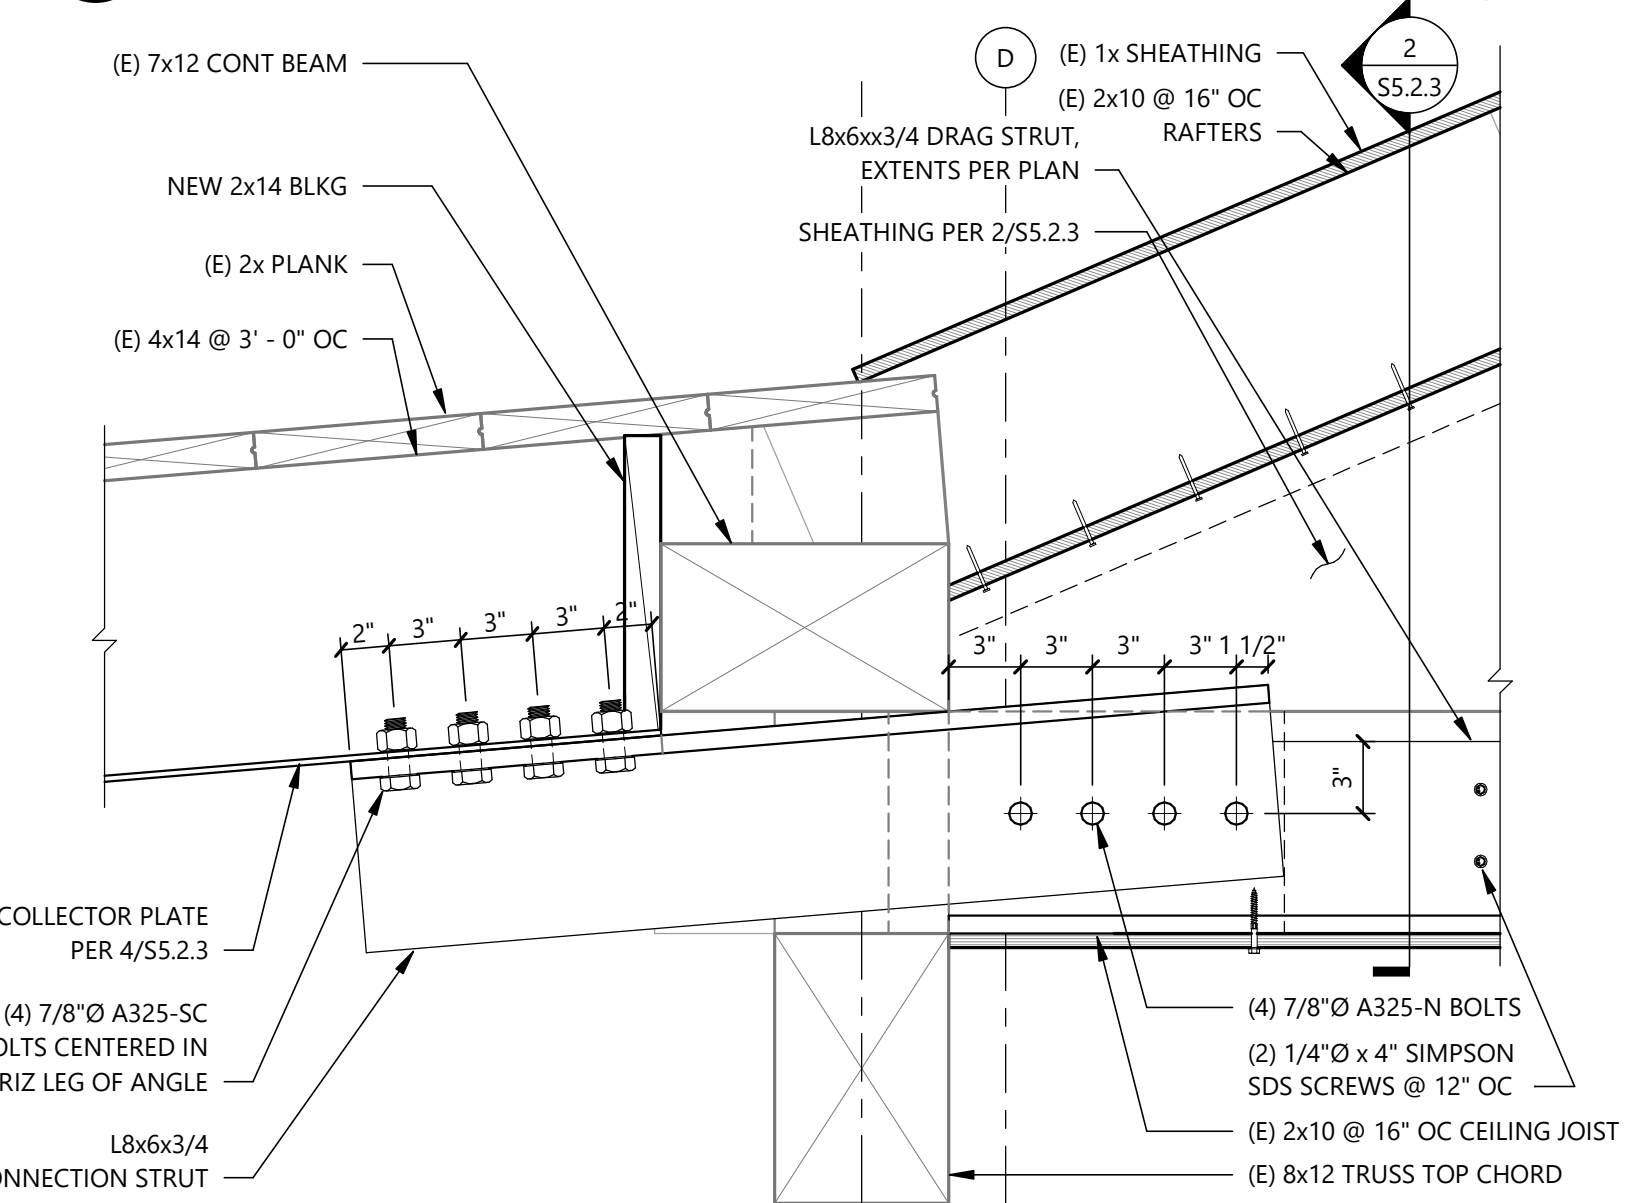 (E) 7x12 CONT BEAM
NEW 2x14 BLKG
(E) 2x PLANK
(E) 4x14 @ 3' - 0" OC
D
(E) 1x SHEATHING
(E) 2x10 @ 16" OC
RAFTERS
2
S5.2.3
L8x6xx3/4 DRAG STRUT,
EXTENTS PER PLAN
SHEATHING PER 2/S5.2.3
2" 3" 3" 3" 2"
3" 3" 3" 3" 1 1/2"
3"
COLLECTOR PLATE
PER 4/S5.2.3
(4) 7/8"Ø A325-SC
OLTS CENTERED IN
RIZ LEG OF ANGLE
L8x6x3/4
ONNECTION STRUT
(4) 7/8"Ø A325-N BOLTS
(2) 1/4"Ø x 4" SIMPSON
SDS SCREWS @ 12" OC
(E) 2x10 @ 16" OC CEILING JOIST
(E) 8x12 TRUSS TOP CHORD